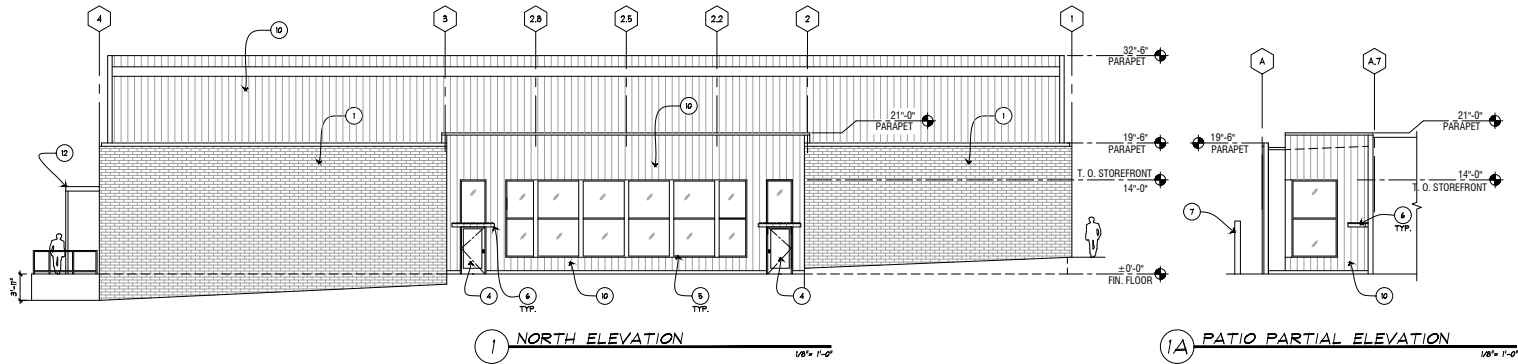 4
3
2.8
2.5
2.2
2
1
10
1
10
1
12
32"-6"
PARAPET
21"-0"
PARAPET
19"-6"
PARAPET
T. O. STOREFRONT
14"-0"
±0'-0"
FIN. FLOOR
3'-11"
4
6
TYP.
10
5
TYP.
4
1 NORTH ELEVATION
1/8"= 1'-0"
A
A.7
21"-0"
PARAPET
19"-6"
PARAPET
14"-0"
T. O. STOREFRONT
7
6
TYP.
10
1A PATIO PARTIAL ELEVATION
1/8"= 1'-0"